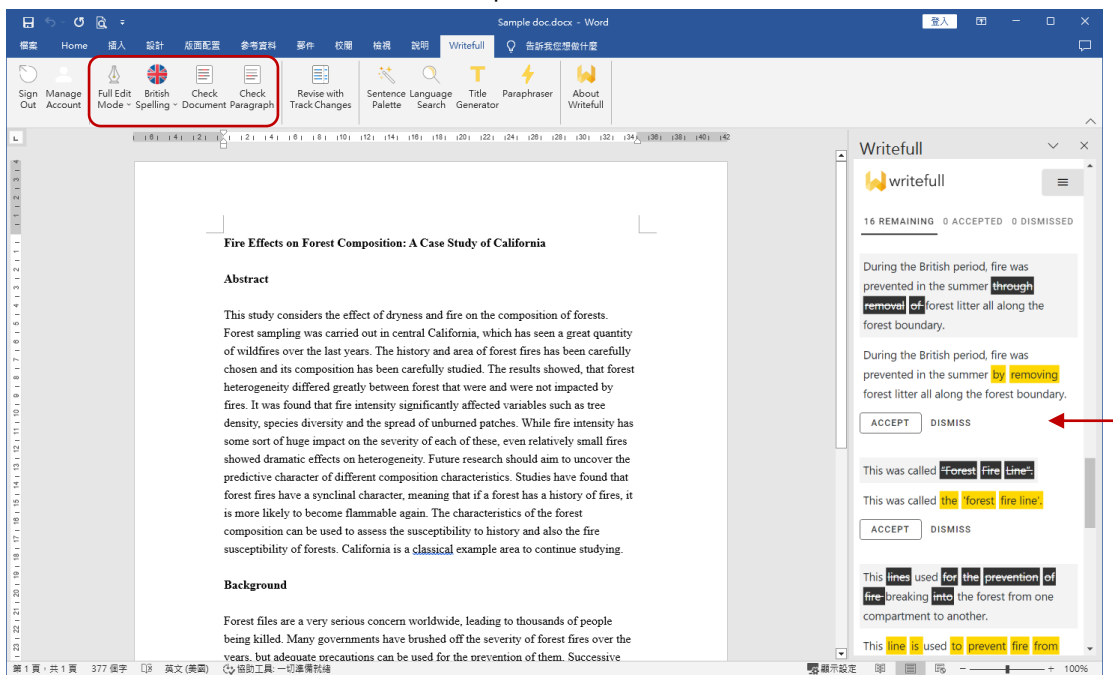 Sample doc.docx - Word
登入
檔案 Home 插入 設計 版面配置 參考資料 郵件 校閱 檢視 說明 Writefull 告訴我您想做什麼
Sign Out
Manage Account
Full Edit Mode
British Spelling
Check Document
Check Paragraph
Revise with Track Changes
Sentence Palette
Language Search
Title Generator
Paraphraser
About Writefull
Fire Effects on Forest Composition: A Case Study of California
Abstract
This study considers the effect of dryness and fire on the composition of forests.
Forest sampling was carried out in central California, which has seen a great quantity
of wildfires over the last years. The history and area of forest fires has been carefully
chosen and its composition has been carefully studied. The results showed, that forest
heterogeneity differed greatly between forest that were and were not impacted by
fires. It was found that fire intensity significantly affected variables such as tree
density, species diversity and the spread of unburned patches. While fire intensity has
some sort of huge impact on the severity of each of these, even relatively small fires
showed dramatic effects on heterogeneity. Future research should aim to uncover the
predictive character of different composition characteristics. Studies have found that
forest fires have a synclinal character, meaning that if a forest has a history of fires, it
is more likely to become flammable again. The characteristics of the forest
composition can be used to assess the susceptibility to history and also the fire
susceptibility of forests. California is a classical example area to continue studying.
Background
Forest files are a very serious concern worldwide, leading to thousands of people
being killed. Many governments have brushed off the severity of forest fires over the
years, but adequate precautions can be used for the prevention of them. Successive
Writefull
writefull
16 REMAINING 0 ACCEPTED 0 DISMISSED
During the British period, fire was
prevented in the summer through
removal of forest litter all along the
forest boundary.
During the British period, fire was
prevented in the summer by removing
forest litter all along the forest boundary.
ACCEPT DISMISS
This was called "Forest Fire Line".
This was called the 'forest fire line'.
ACCEPT DISMISS
This lines used for the prevention of
fire breaking into the forest from one
compartment to another.
This line is used to prevent fire from
第 1 頁，共 1 頁 377 個字 英文 (美國) 協助工具: 一切準備就緒 顯示設定 100%